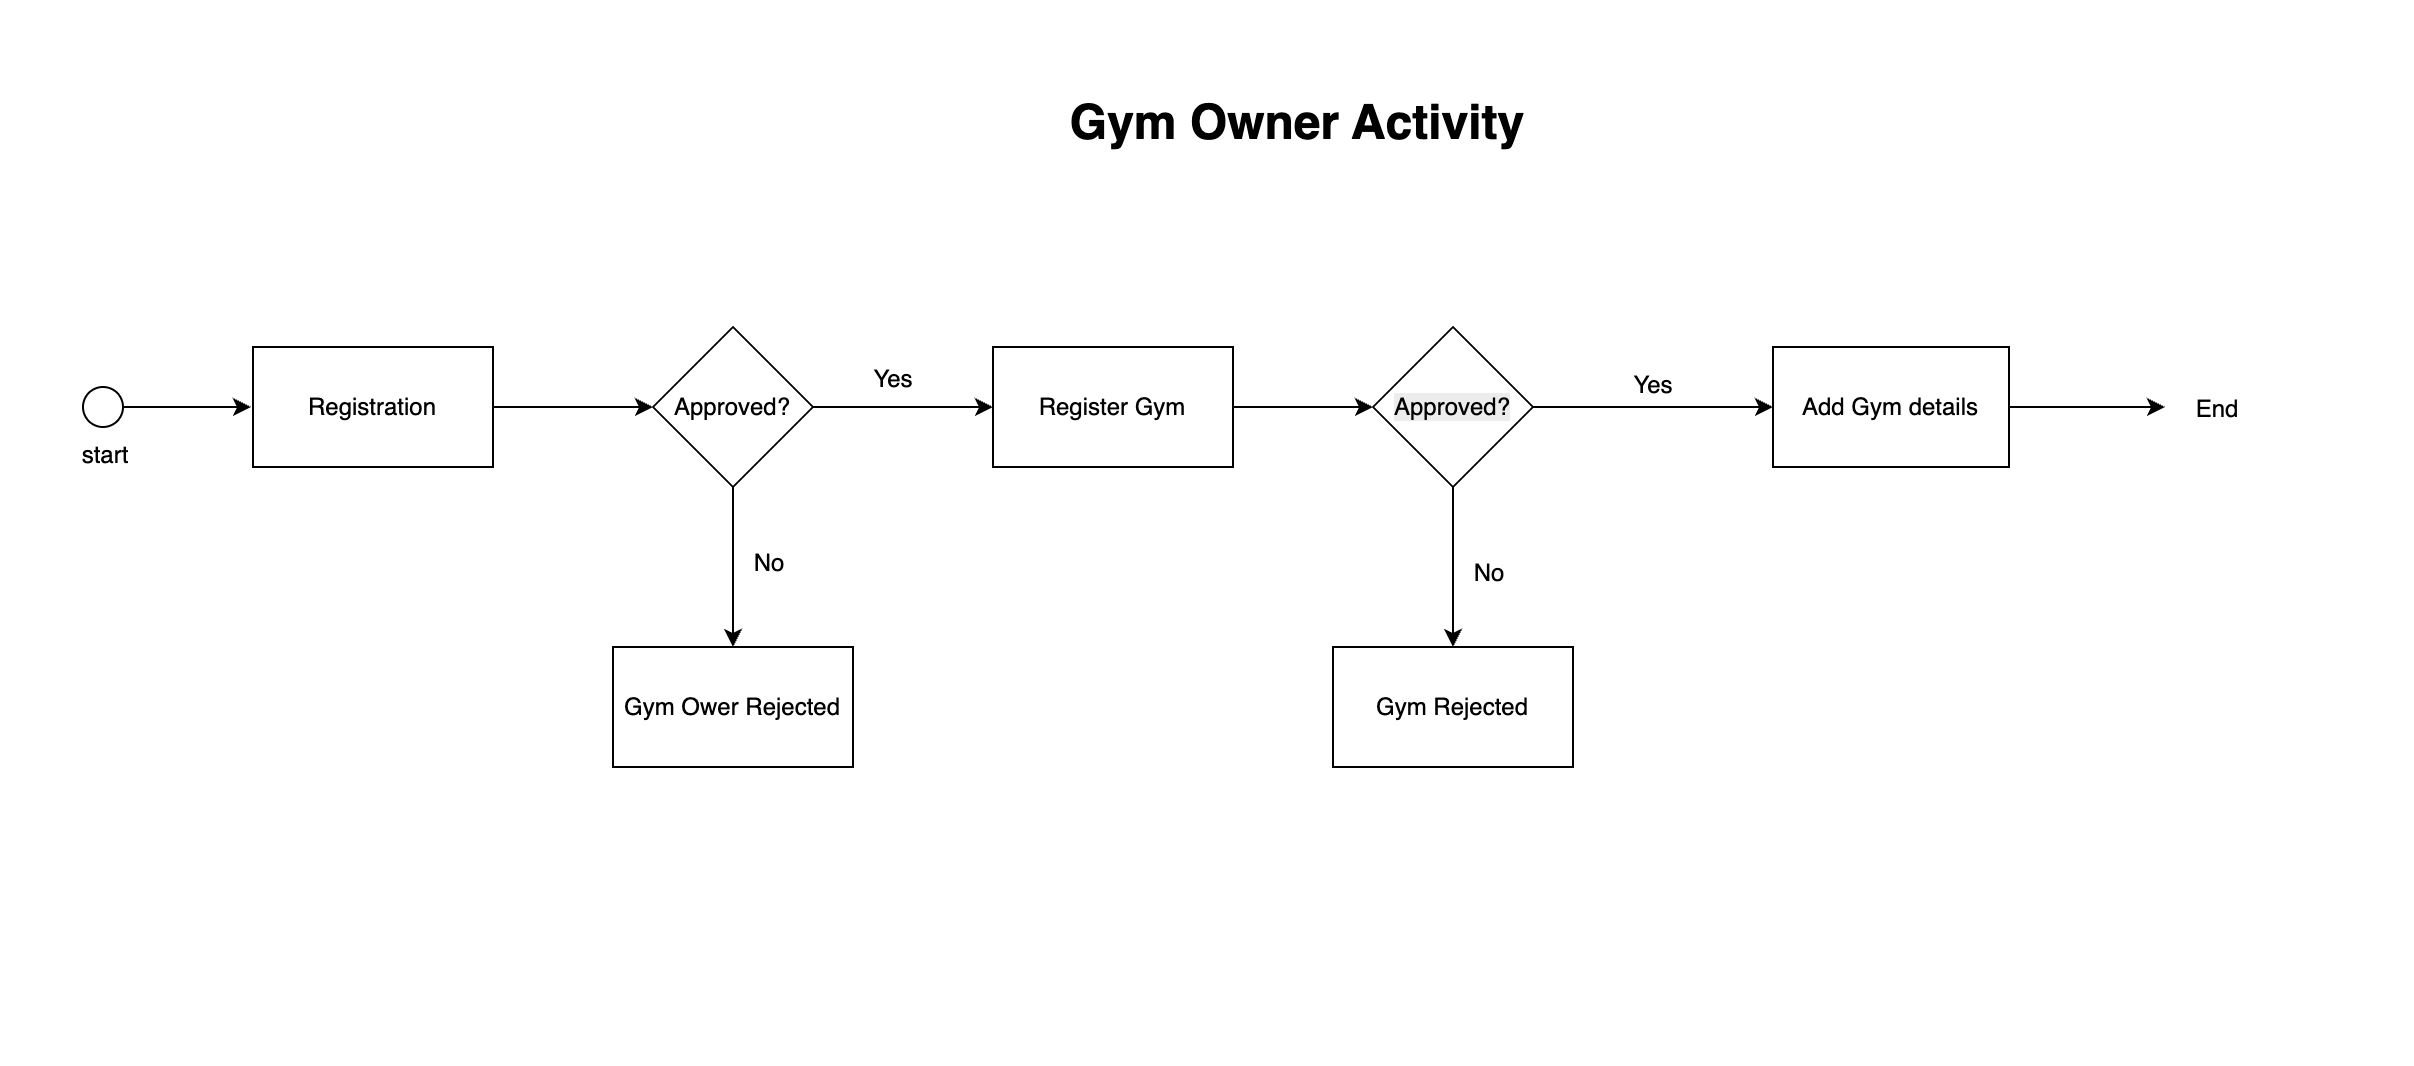 Gym Owner Activity
start
Registration
Approved?
Yes
No
Gym Ower Rejected
Register Gym
Approved?
Yes
No
Gym Rejected
Add Gym details
End